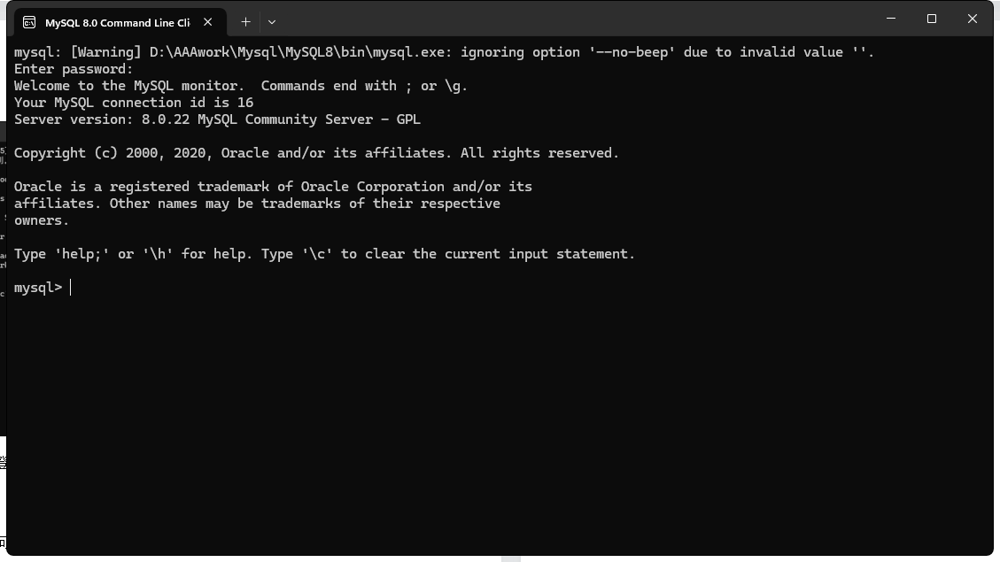 MySQL 8.0 Command Line Cli
mysql: [Warning] D:\AAAwork\Mysql\MySQL8\bin\mysql.exe: ignoring option '--no-beep' due to invalid value ''.
Enter password:
Welcome to the MySQL monitor.  Commands end with ; or \g.
Your MySQL connection id is 16
Server version: 8.0.22 MySQL Community Server - GPL
Copyright (c) 2000, 2020, Oracle and/or its affiliates. All rights reserved.
Oracle is a registered trademark of Oracle Corporation and/or its
affiliates. Other names may be trademarks of their respective
owners.
Type 'help;' or '\h' for help. Type '\c' to clear the current input statement.
mysql>